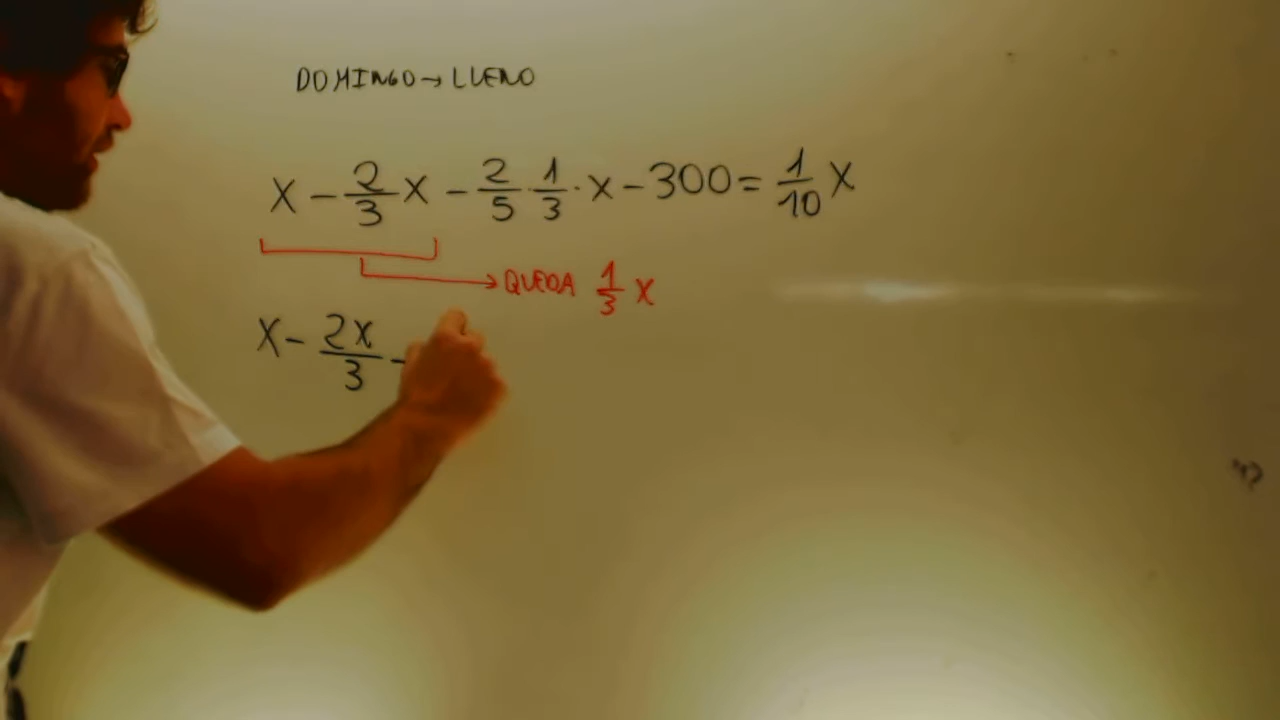 DOMINGO → LLENO
X - 2/3 X - 2/5 · 1/3 · X - 300 = 1/10 X
→ QUEDA 1/3 X
X - 2X/3 -